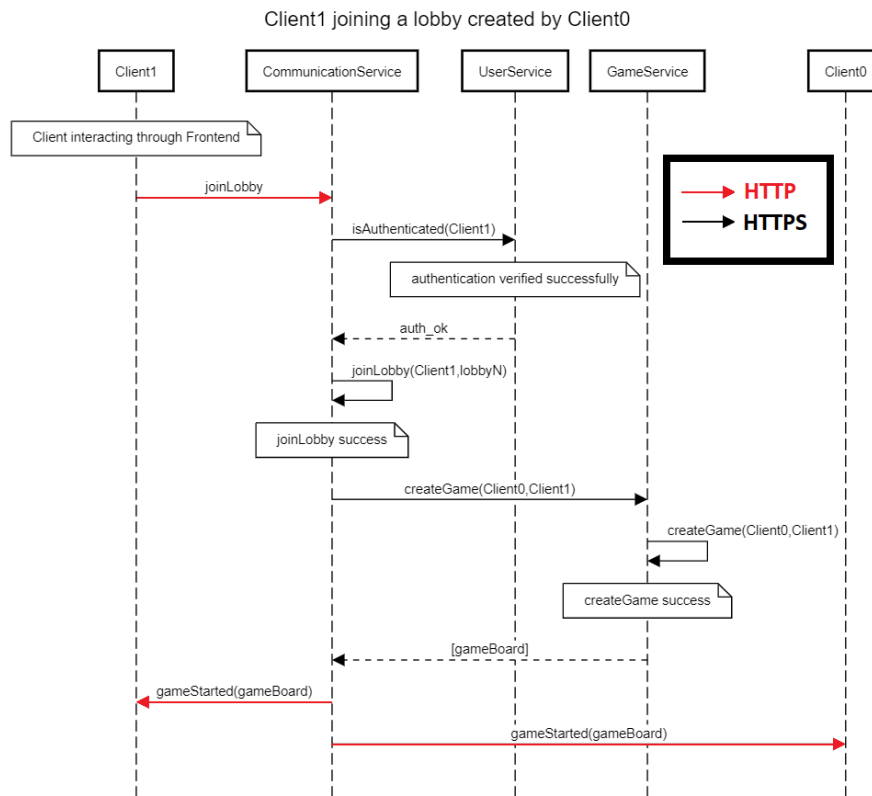 Client1 joining a lobby created by Client0
Client1
CommunicationService
UserService
GameService
Client0
Client interacting through Frontend
HTTP
HTTPS
joinLobby
isAuthenticated(Client1)
authentication verified successfully
auth_ok
joinLobby(Client1,lobbyN)
joinLobby success
createGame(Client0,Client1)
createGame(Client0,Client1)
createGame success
[gameBoard]
gameStarted(gameBoard)
gameStarted(gameBoard)